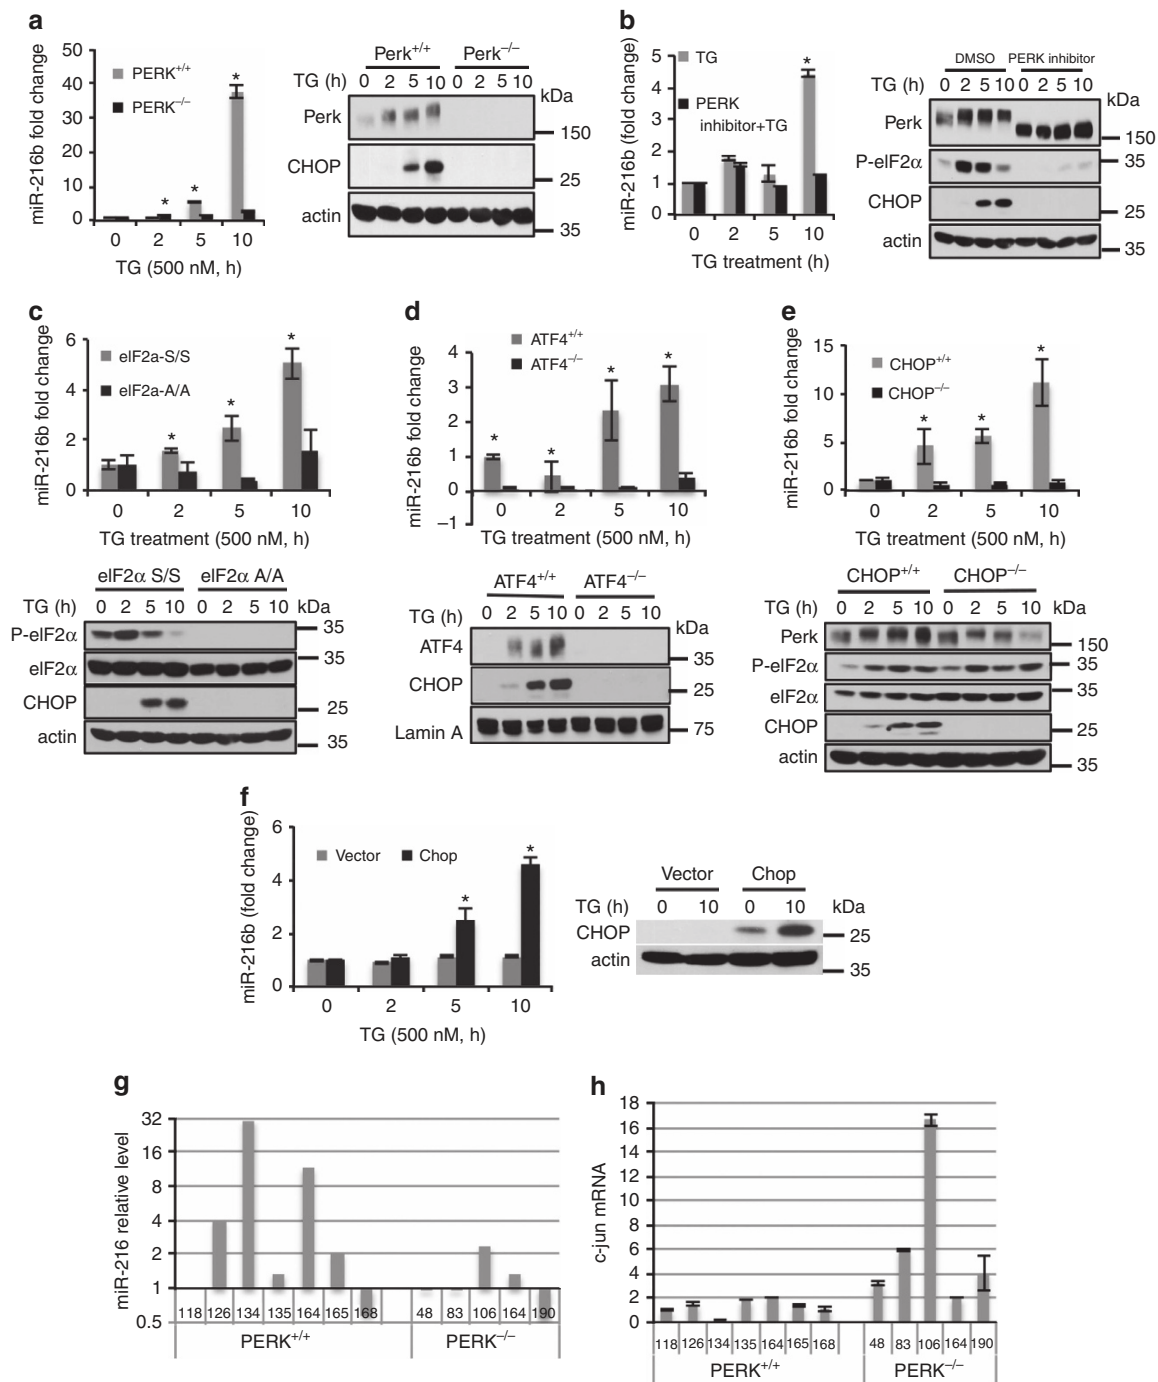 a
miR-216b fold change
50
40
30
20
10
0
PERK+/+
PERK–/–
* * *
0 2 5 10
TG (500 nM, h)
Perk+/+ Perk–/–
TG (h) 0 2 5 10 0 2 5 10
kDa
Perk
150
CHOP
25
actin
35
b
miR-216b (fold change)
5
4
3
2
1
0
TG
PERK
inhibitor+TG
*
0 2 5 10
TG treatment (h)
DMSO PERK inhibitor
TG (h) 0 2 5 10 0 2 5 10
kDa
Perk
150
P-eIF2α
35
CHOP
25
actin
35
c
miR-216b fold change
6
4
2
0
eIF2a-S/S
eIF2a-A/A
* * *
0 2 5 10
TG treatment (500 nM, h)
eIF2α S/S eIF2α A/A
TG (h) 0 2 5 10 0 2 5 10 kDa
P-eIF2α 35
eIF2α 35
CHOP 25
actin 35
d
miR-216b fold change
4
3
2
1
0
–1
ATF4+/+
ATF4–/–
* * * *
0 2 5 10
TG treatment (500 nM, h)
ATF4+/+ ATF4–/–
TG (h) 0 2 5 10 0 2 5 10
kDa
ATF4
35
CHOP 25
Lamin A 75
e
miR-216b fold change
15
10
5
0
CHOP+/+
CHOP–/–
* * *
0 2 5 10
TG treatment (500 nM, h)
CHOP+/+ CHOP–/–
TG (h) 0 2 5 10 0 2 5 10 kDa
Perk 150
P-eIF2α 35
eIF2α 35
CHOP 25
actin 35
f
miR-216b (fold change)
6
4
2
0
Vector Chop
* *
0 2 5 10
TG (500 nM, h)
Vector Chop
TG (h) 0 10 0 10 kDa
CHOP 25
actin 35
g
miR-216 relative level
32
16
8
4
2
1
0.5
118 126 134 135 164 165 168 48 83 106 164 190
PERK+/+ PERK–/–
h
c-jun mRNA
18
16
14
12
10
8
6
4
2
0
118 126 134 135 164 165 168 48 83 106 164 190
PERK+/+ PERK–/–